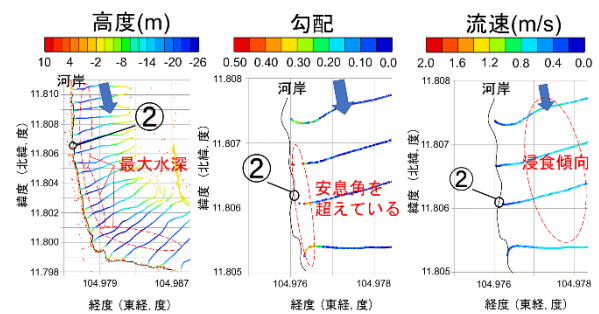 高度(m)
10 4 -2 -8 -14 -20 -26
河岸
11.810
11.808
11.806
11.804
11.802
11.800
11.798
②
最大水深
緯度(北緯, 度)
104.979 104.987
経度(東経, 度)
勾配
0.50 0.40 0.30 0.20 0.10 0.0
11.808
河岸
11.807
11.806
11.805
②
安息角を
超えている
緯度(北緯, 度)
104.976 104.978
経度(東経, 度)
流速(m/s)
2.0 1.6 1.2 0.8 0.4 0.0
11.808
河岸
11.807
11.806
11.805
②
浸食傾向
緯度(北緯, 度)
104.976 104.978
経度(東経, 度)